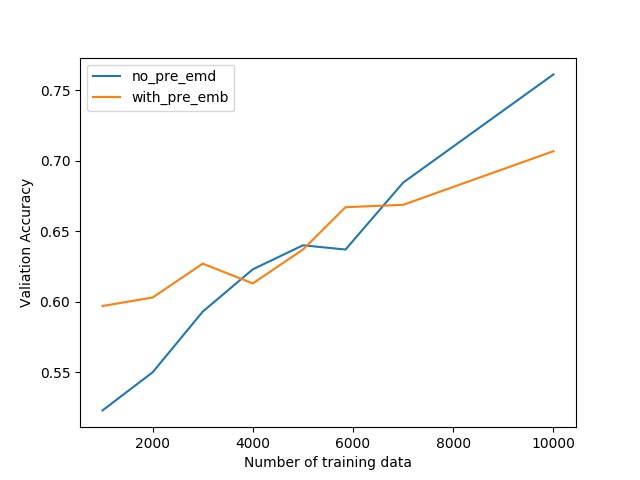 no_pre_emd
with_pre_emb
0.75
0.70
0.65
0.60
0.55
Valiation Accuracy
2000 4000 6000 8000 10000
Number of training data